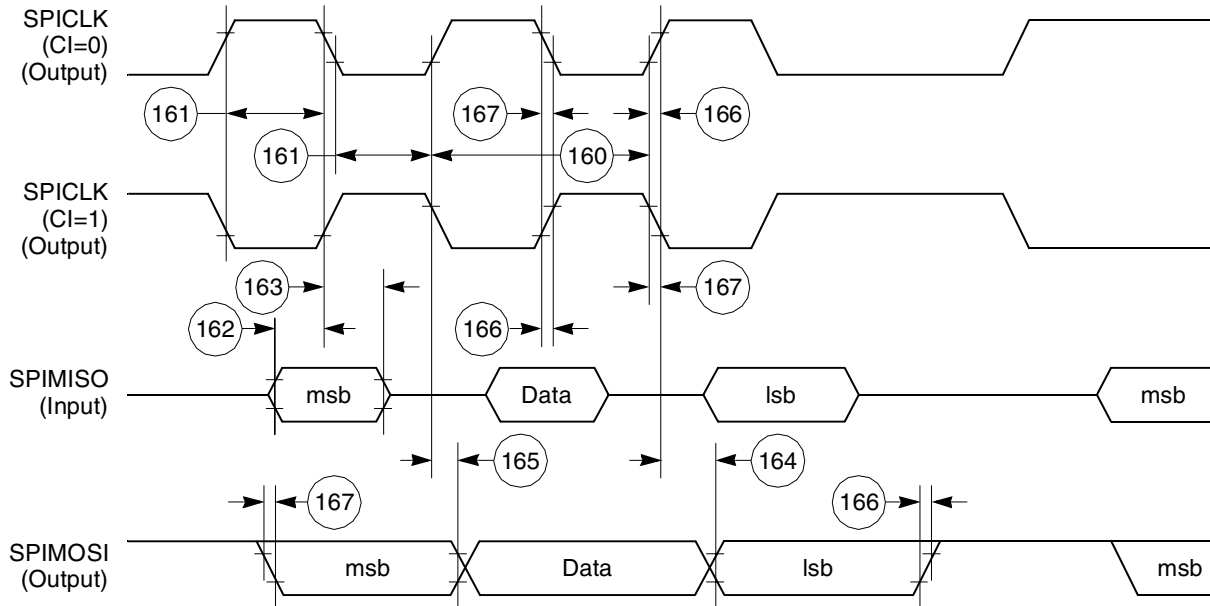 SPICLK
(CI=0)
(Output)
161
167
166
161
160
SPICLK
(CI=1)
(Output)
163
167
162
166
SPIMISO
(Input)
msb
Data
lsb
msb
165
164
167
166
SPIMOSI
(Output)
msb
Data
lsb
msb